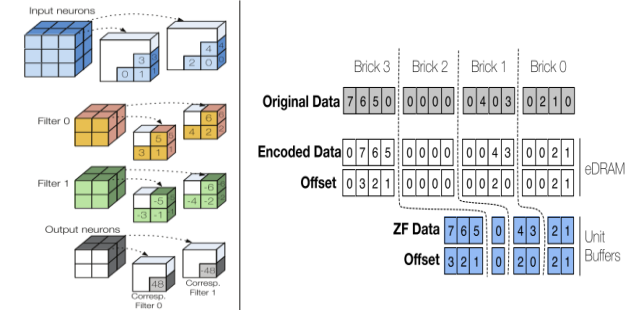 Input neurons
3
0 1
4
2 0
Filter 0
5
3 1
6
4 2
Filter 1
-5
-3 -1
-6
-4 -2
Output neurons
48
-48
Corresp.
Filter 0
Corresp.
Filter 1
Brick 3 Brick 2 Brick 1 Brick 0
Original Data 7 6 5 0 0 0 0 0 0 4 0 3 0 2 1 0
Encoded Data 0 7 6 5 0 0 0 0 0 0 4 3 0 0 2 1
Offset 0 3 2 1 0 0 0 0 0 0 2 0 0 0 2 1
eDRAM
ZF Data 7 6 5 0 4 3 2 1
Offset 3 2 1 0 2 0 2 1
Unit
Buffers